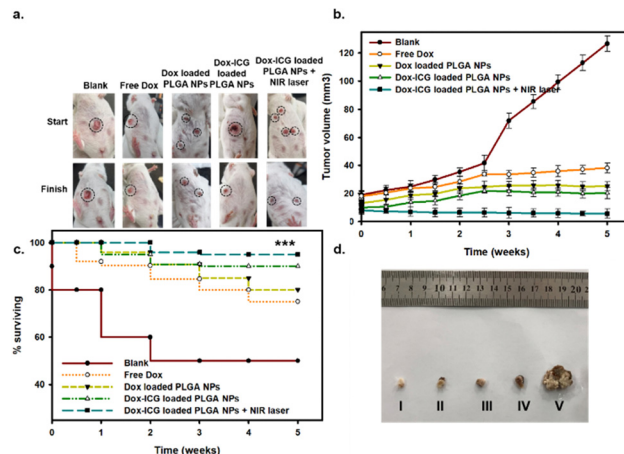 a.
Blank
Free Dox
Dox loaded
PLGA NPs
Dox-ICG
loaded
PLGA NPs
Dox-ICG loaded
PLGA NPs +
NIR laser
Start
Finish
b.
Tumor volume (mm3)
120
100
80
60
40
20
0
Blank
Free Dox
Dox loaded PLGA NPs
Dox-ICG loaded PLGA NPs
Dox-ICG loaded PLGA NPs + NIR laser
0 1 2 3 4 5
Time (weeks)
c.
% surviving
100
80
60
40
***
Blank
Free Dox
Dox loaded PLGA NPs
Dox-ICG loaded PLGA NPs
Dox-ICG loaded PLGA NPs + NIR laser
0 1 2 3 4 5
Time (weeks)
d.
6 7 8 9 10 11 12 13 14 15 16 17 18 19 20
I II III IV V